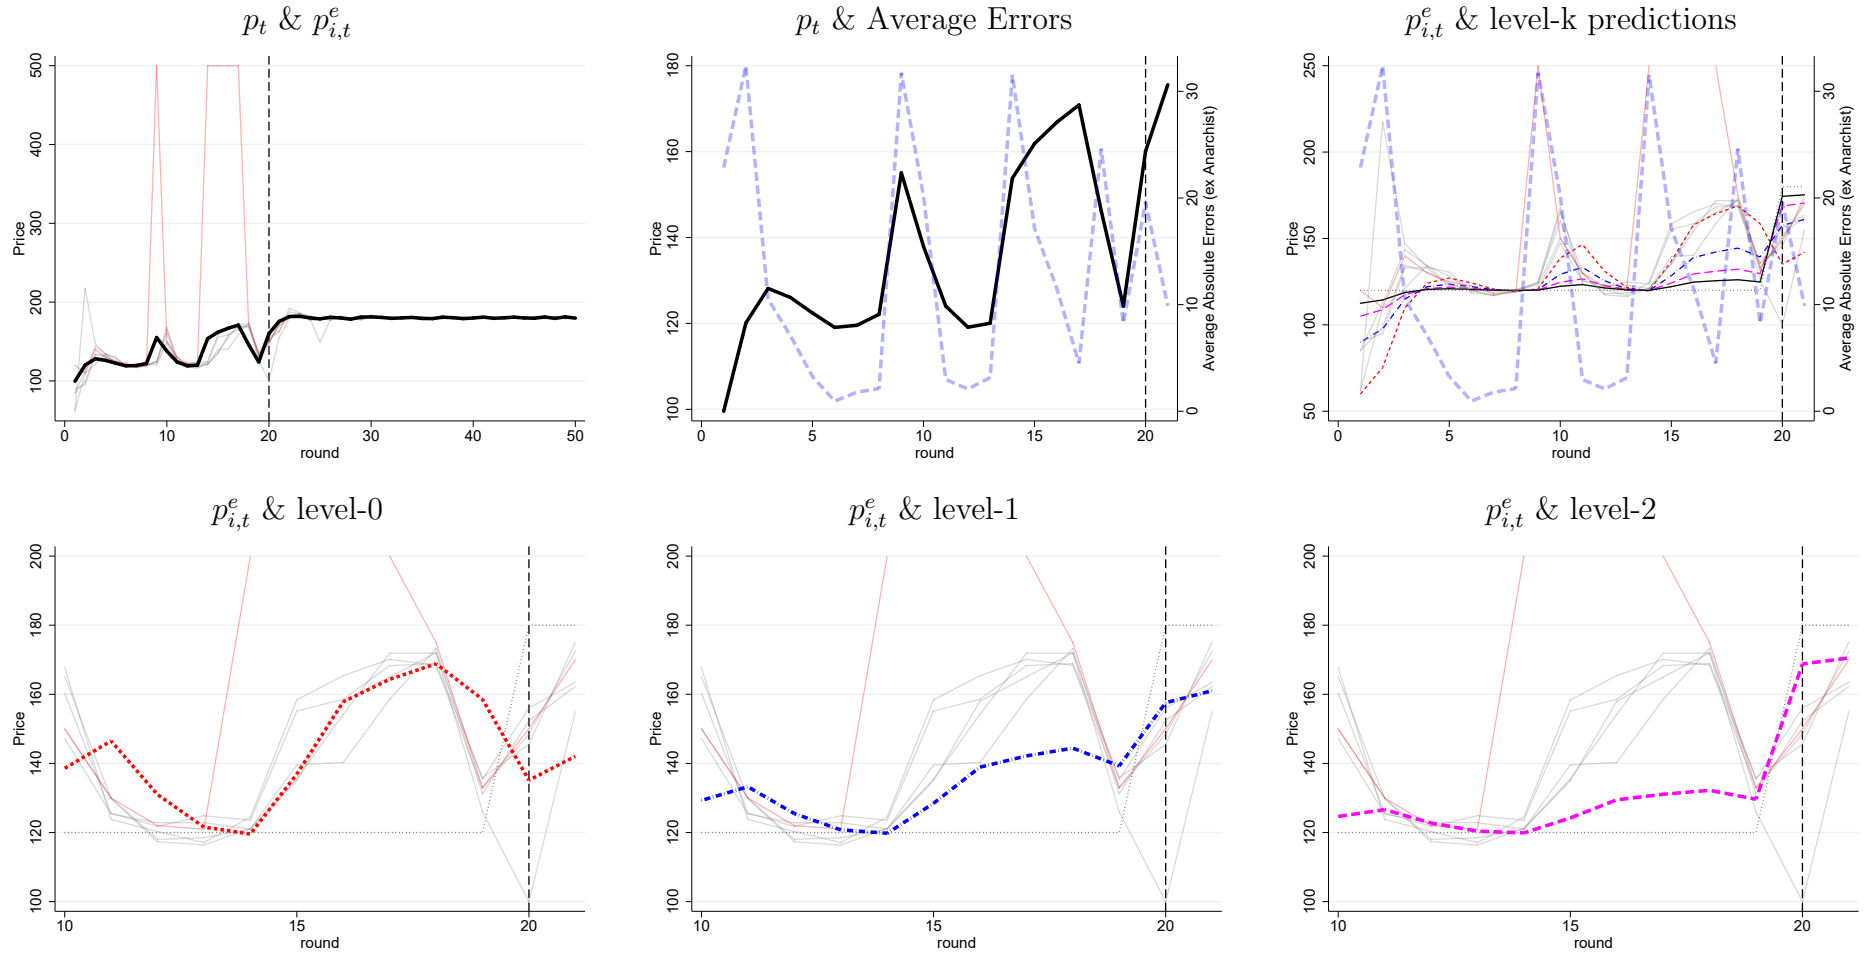 p_t & p^e_{i,t}
p_t & Average Errors
p^e_{i,t} & level-k predictions
500
400
300
200
100
Price
0 10 20 30 40 50
round
180
160
140
120
100
Price
30
20
10
0
Average Absolute Errors (ex Anarchist)
0 5 10 15 20
round
250
200
150
100
50
Price
30
20
10
0
Average Absolute Errors (ex Anarchist)
0 5 10 15 20
round
p^e_{i,t} & level-0
p^e_{i,t} & level-1
p^e_{i,t} & level-2
200
180
160
140
120
100
Price
10 15 20
round
200
180
160
140
120
100
Price
10 15 20
round
200
180
160
140
120
100
Price
10 15 20
round